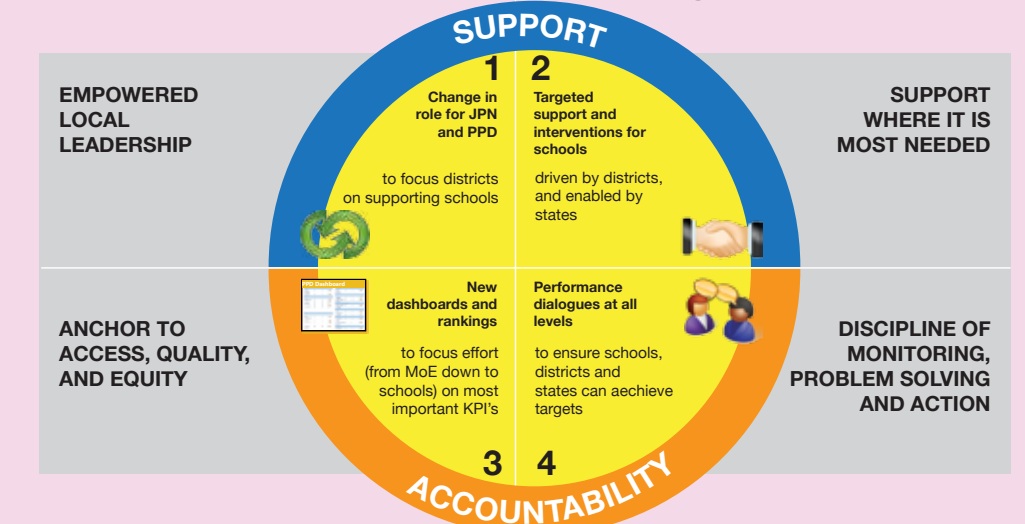 SUPPORT
EMPOWERED
LOCAL
LEADERSHIP
1
Change in
role for JPN
and PPD
to focus districts
on supporting schools
2
Targeted
support and
interventions for
schools
driven by districts,
and enabled by
states
SUPPORT
WHERE IT IS
MOST NEEDED
ANCHOR TO
ACCESS, QUALITY,
AND EQUITY
PPD Dashboard
New
dashboards and
rankings
to focus effort
(from MoE down to
schools) on most
important KPI's
3
Performance
dialogues at all
levels
to ensure schools,
districts and
states can aechieve
targets
4
DISCIPLINE OF
MONITORING,
PROBLEM SOLVING
AND ACTION
ACCOUNTABILITY